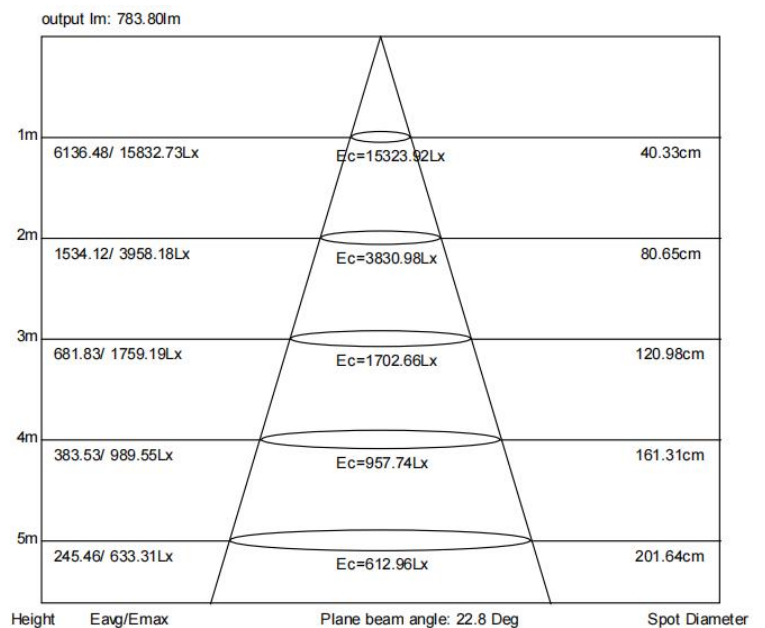 output lm: 783.80lm
1m
6136.48/ 15832.73Lx
Ec=15323.92Lx
40.33cm
2m
1534.12/ 3958.18Lx
Ec=3830.98Lx
80.65cm
3m
681.83/ 1759.19Lx
Ec=1702.66Lx
120.98cm
4m
383.53/ 989.55Lx
Ec=957.74Lx
161.31cm
5m
245.46/ 633.31Lx
Ec=612.96Lx
201.64cm
Height Eavg/Emax Plane beam angle: 22.8 Deg Spot Diameter